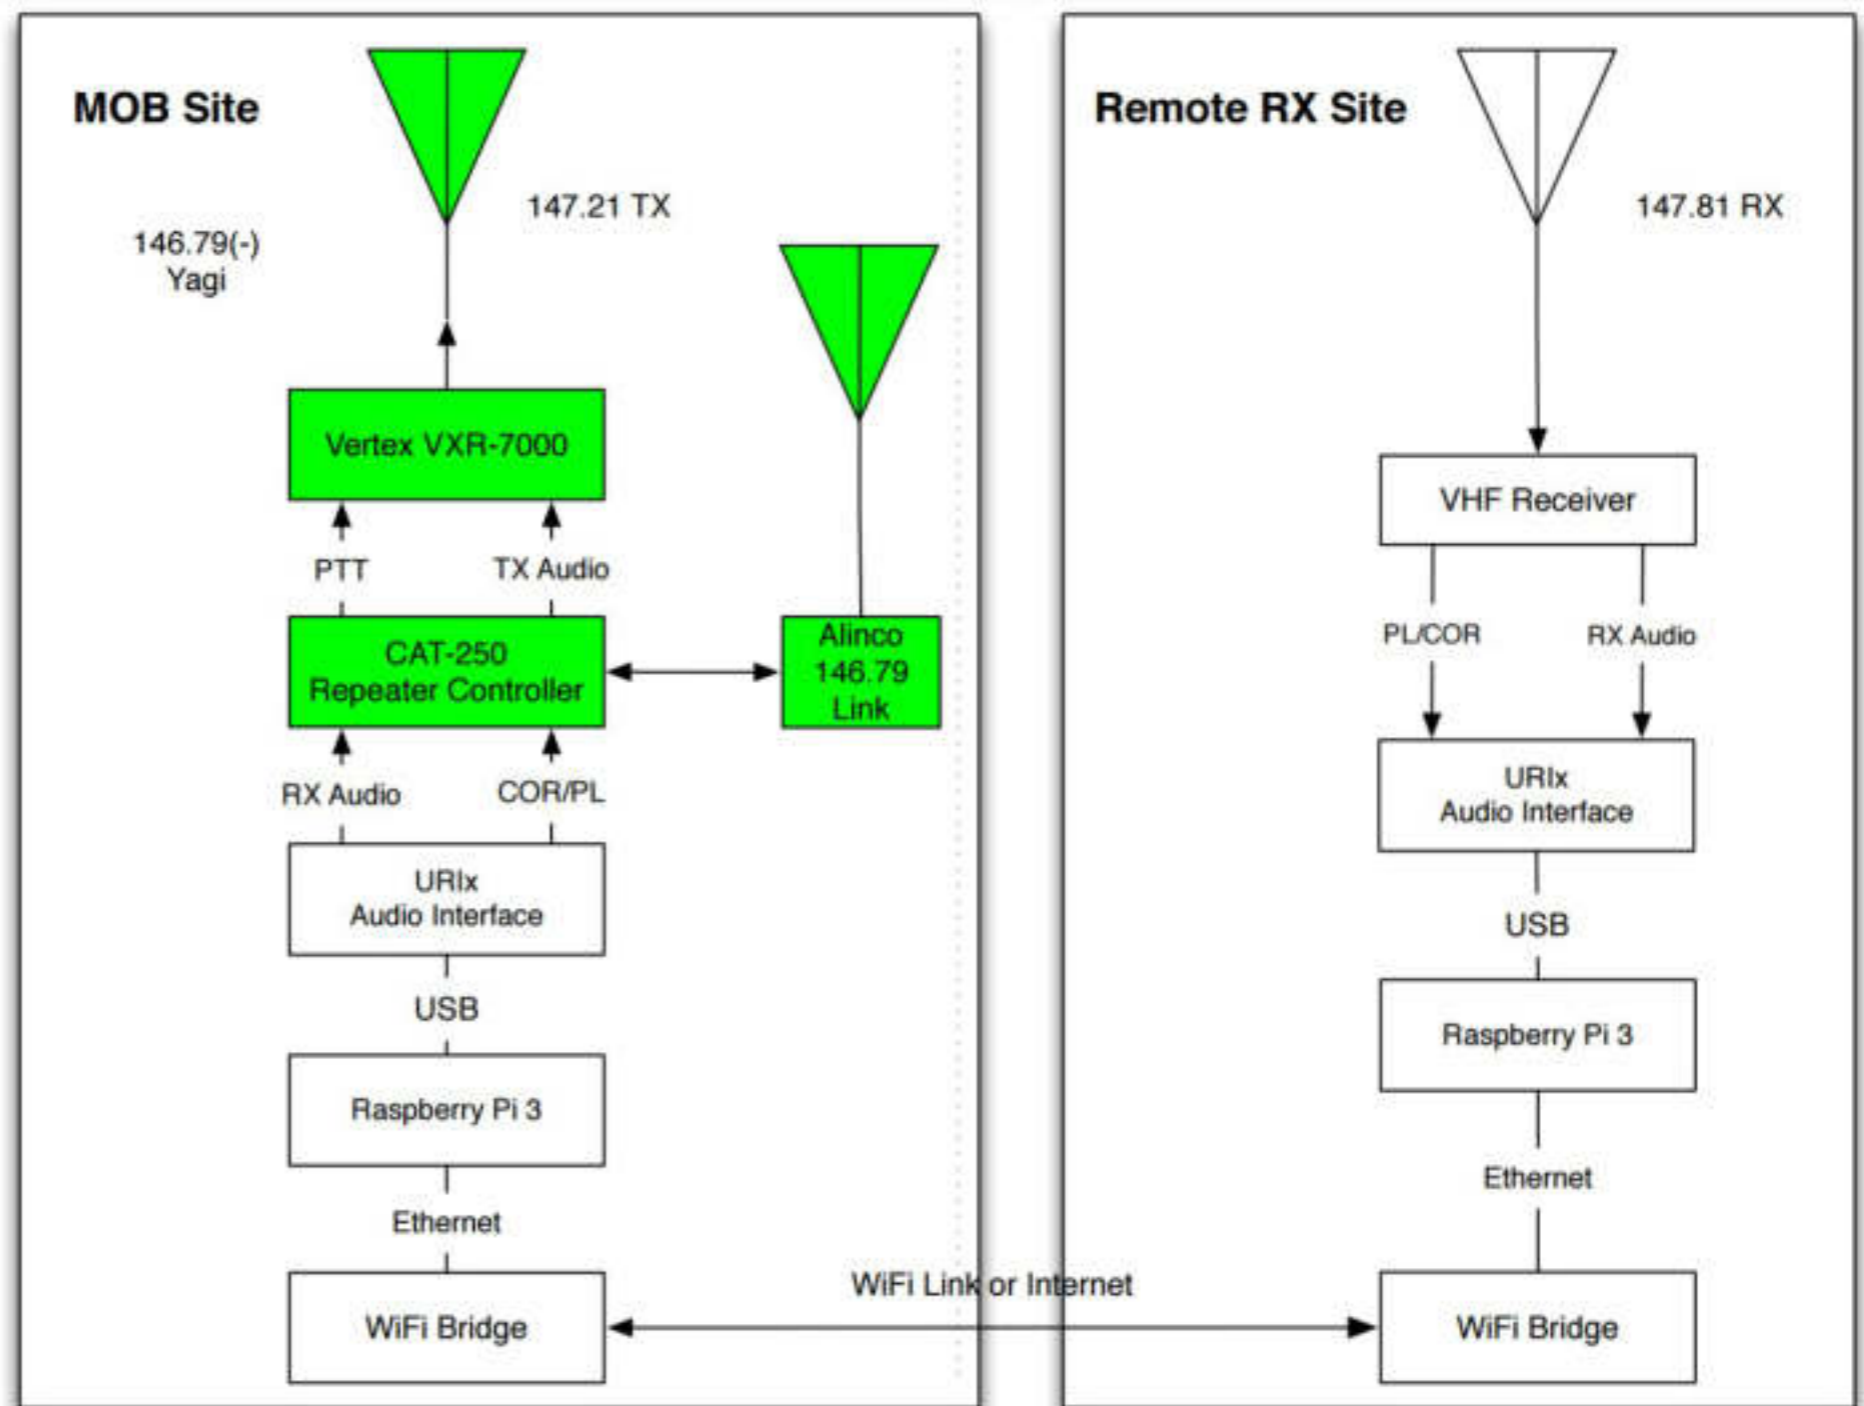 MOB Site
147.21 TX
146.79(-)
Yagi
Vertex VXR-7000
PTT
TX Audio
CAT-250
Repeater Controller
Alinco
146.79
Link
RX Audio
COR/PL
URIx
Audio Interface
USB
Raspberry Pi 3
Ethernet
WiFi Bridge
WiFi Link or Internet
Remote RX Site
147.81 RX
VHF Receiver
PL/COR
RX Audio
URIx
Audio Interface
USB
Raspberry Pi 3
Ethernet
WiFi Bridge